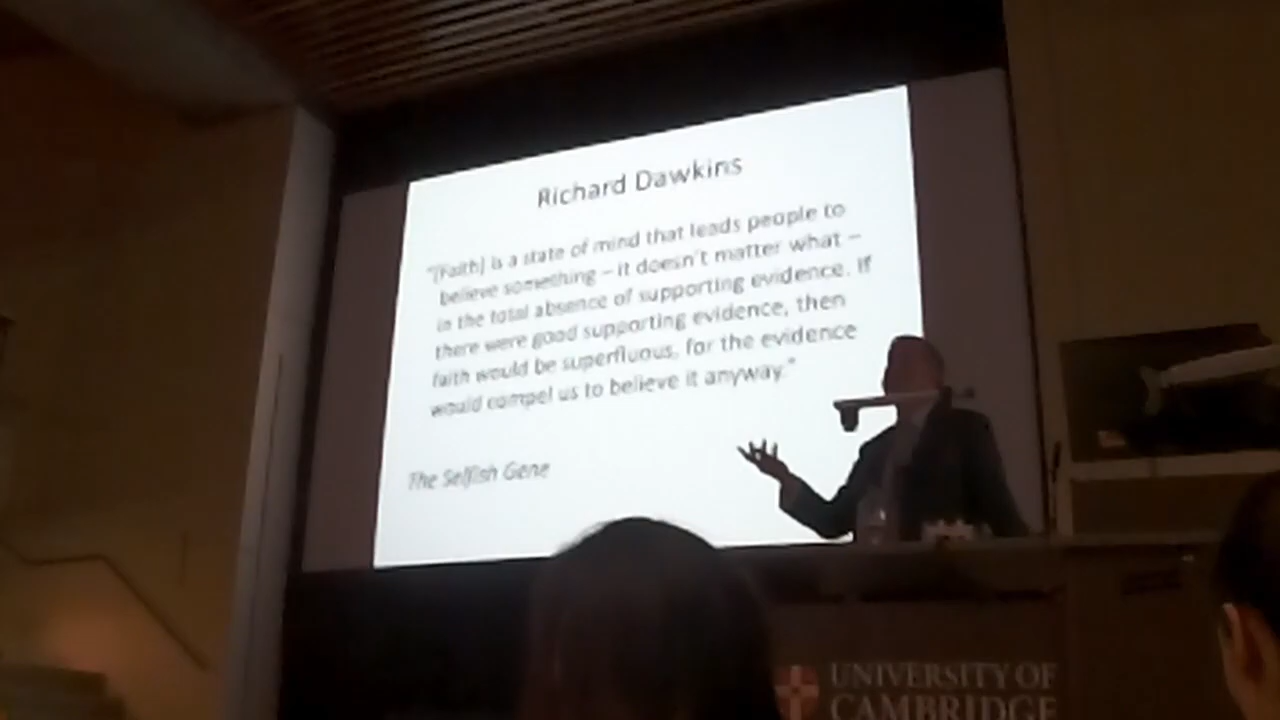 Richard Dawkins
"[Faith] is a state of mind that leads people to
believe something – it doesn't matter what –
in the total absence of supporting evidence. If
there were good supporting evidence, then
faith would be superfluous, for the evidence
would compel us to believe it anyway."
The Selfish Gene
UNIVERSITY OF
CAMBRIDGE